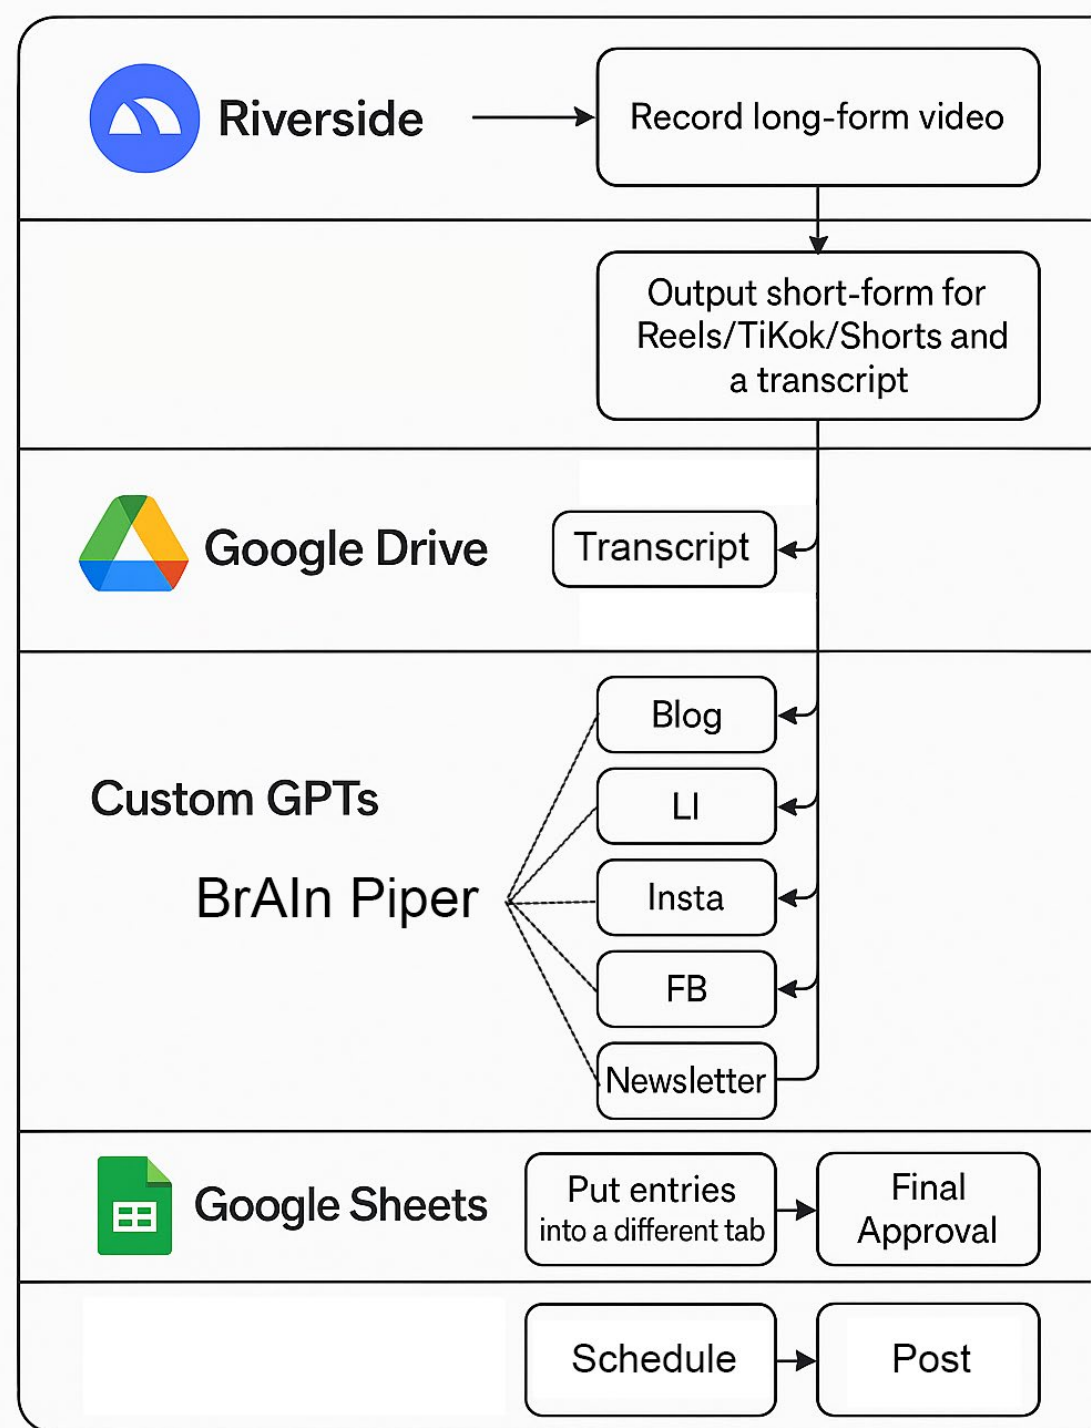 Riverside
Record long-form video
Output short-form for
Reels/TiKok/Shorts and
a transcript
Google Drive
Transcript
Custom GPTs
BrAIn Piper
Blog
LI
Insta
FB
Newsletter
Google Sheets
Put entries
into a different tab
Final
Approval
Schedule
Post